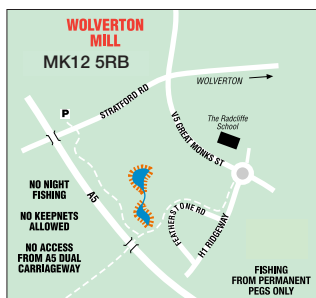 WOLVERTON
MILL
MK12 5RB
WOLVERTON
P
STRATFORD RD
V5 GREAT MONKS ST
The Radcliffe
School
A5
FEATHERSTONE RD
H1 RIDGEWAY
NO NIGHT
FISHING
NO KEEPNETS
ALLOWED
NO ACCESS
FROM A5 DUAL
CARRIAGEWAY
FISHING
FROM PERMANENT
PEGS ONLY